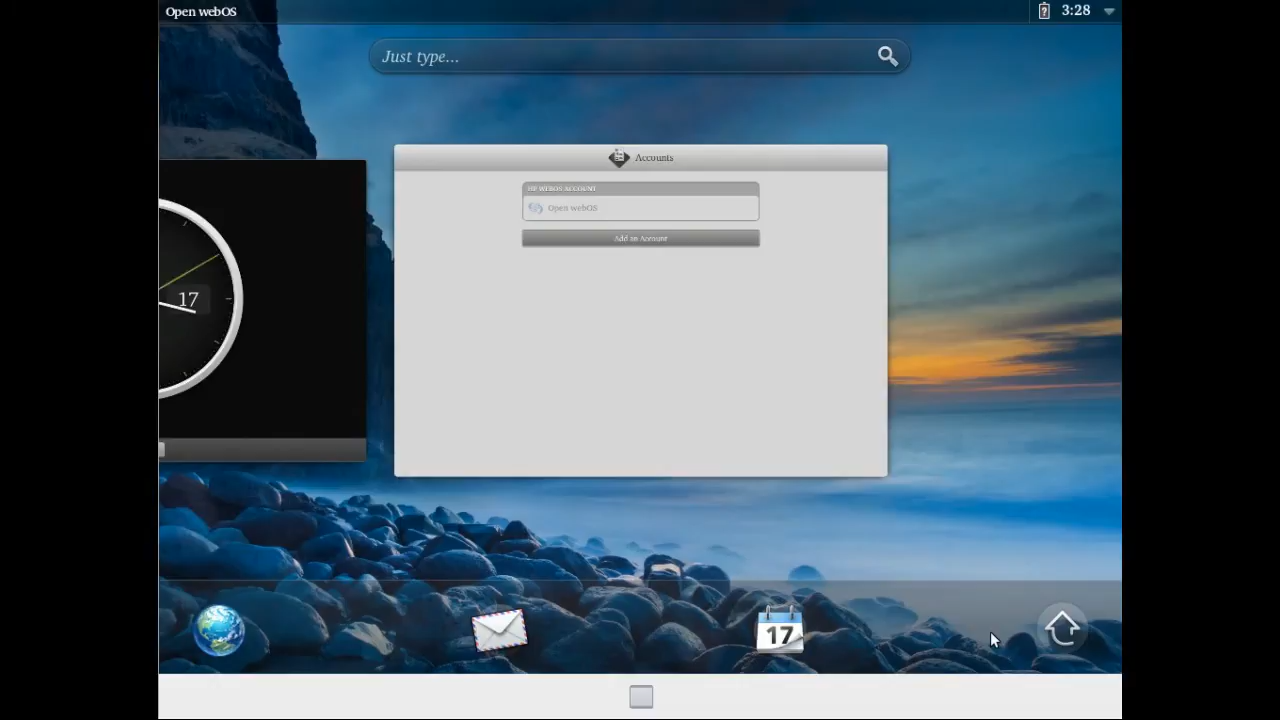 Open webOS
3:28
Just type...
Accounts
HP WEBOS ACCOUNT
Open webOS
Add an Account
17
17